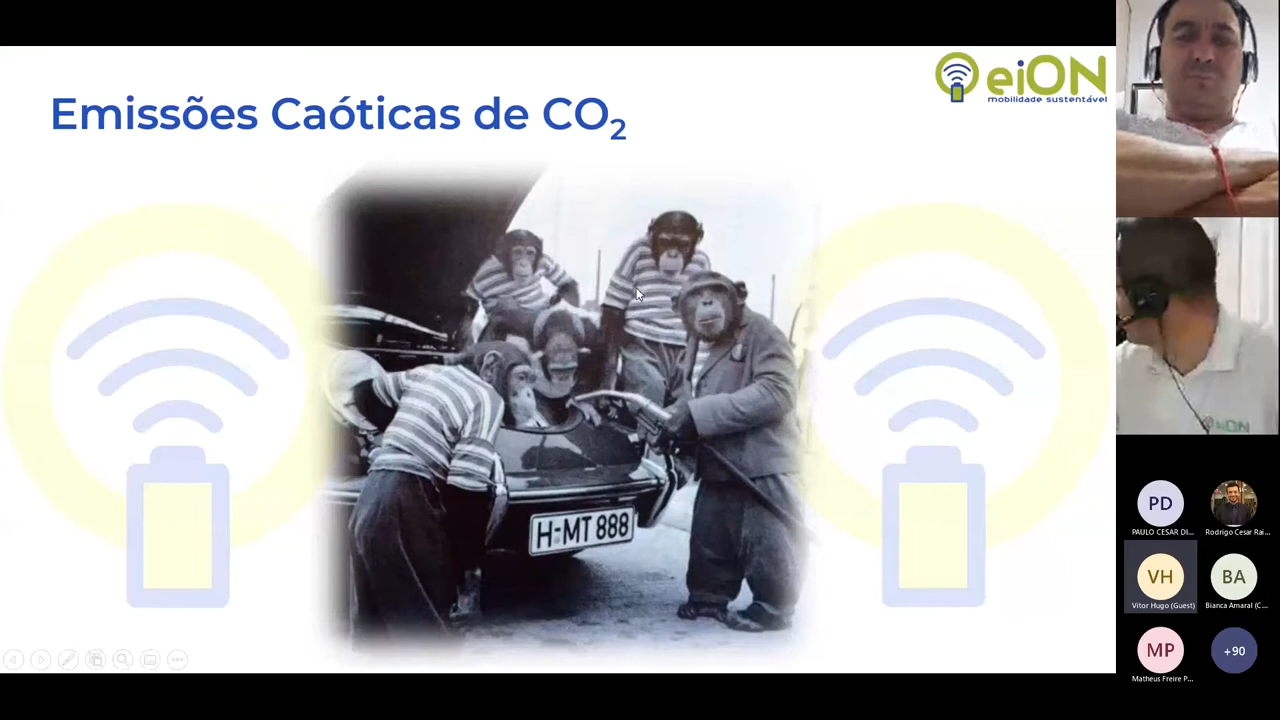 eiON
mobilidade sustentável
Emissões Caóticas de CO₂
H-MT 888
eiON
PD
PAULO CESAR DI...
Rodrigo Cesar Rai...
VH
BA
Vitor Hugo (Guest)
Bianca Amaral (C...
MP
+90
Matheus Freire P...